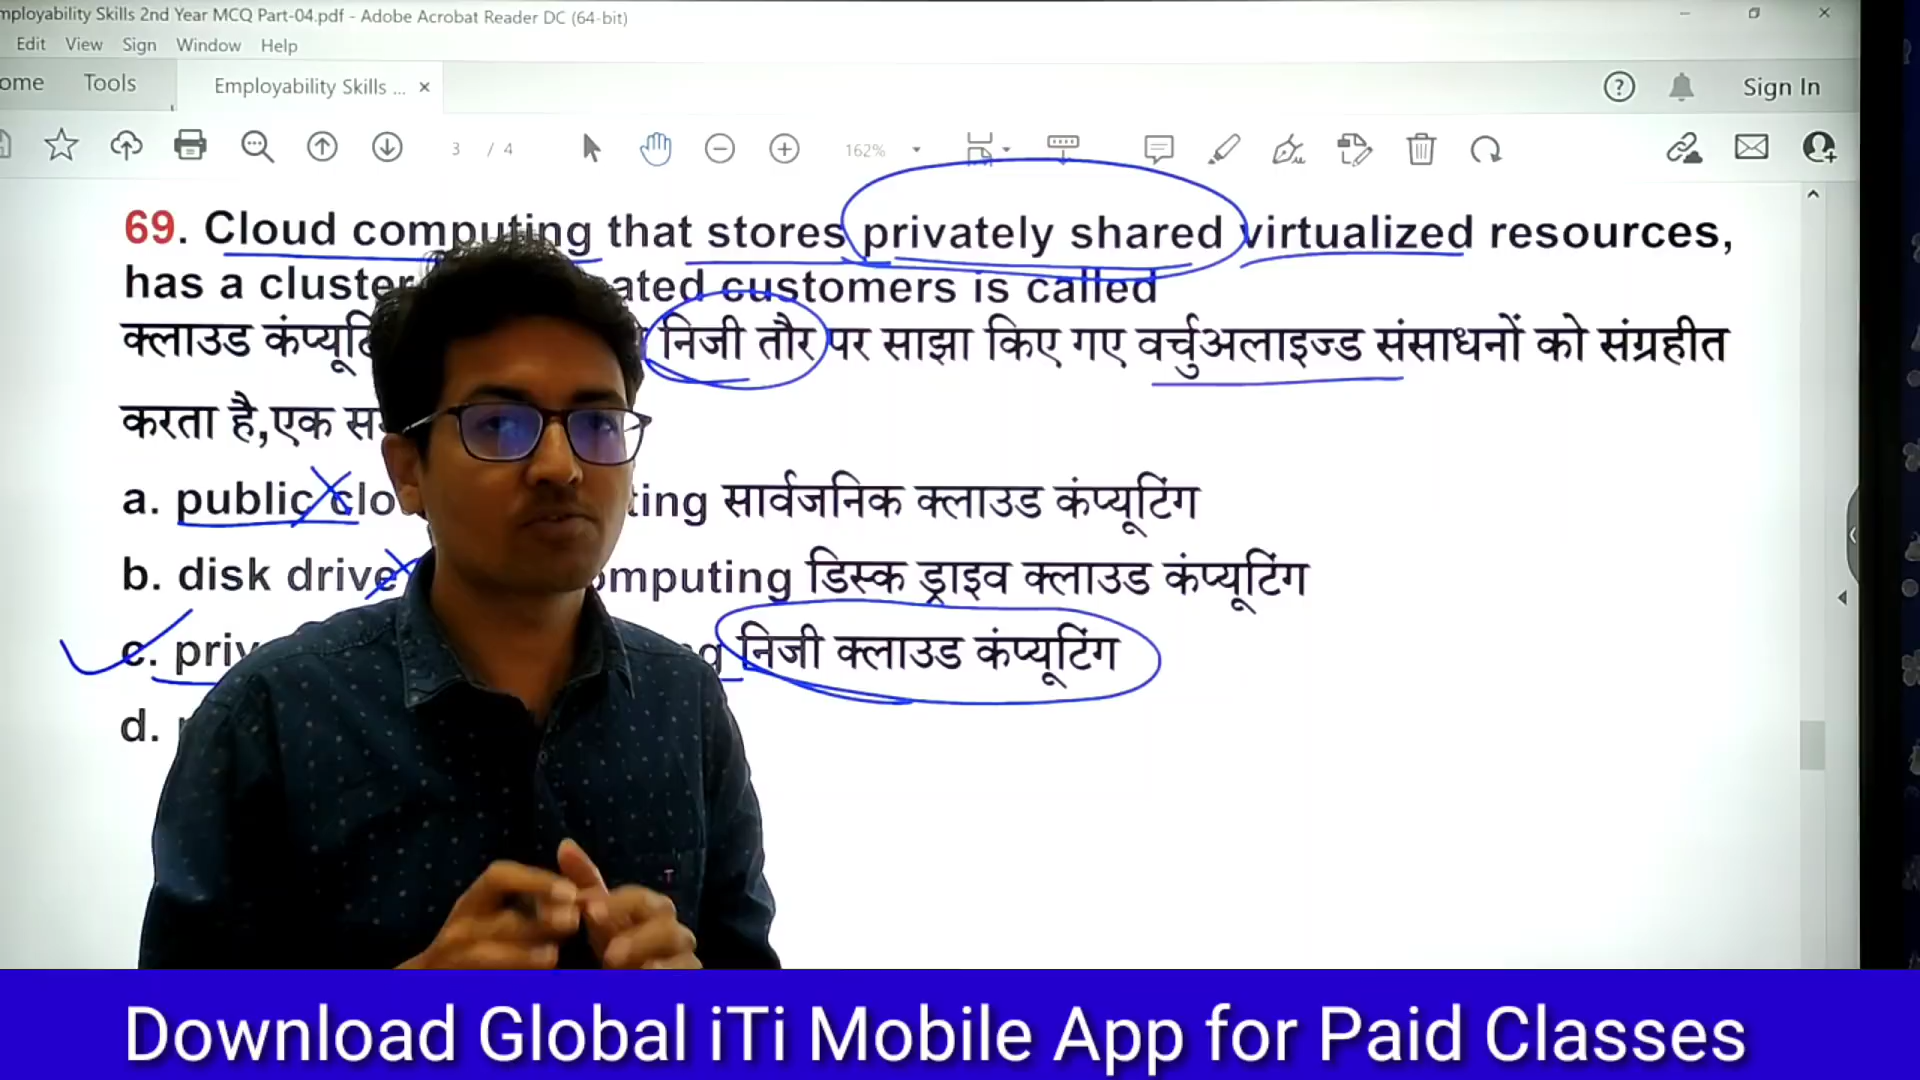 mployability Skills 2nd Year MCQ Part-04.pdf - Adobe Acrobat Reader DC (64-bit)
Edit View Sign Window Help
ome Tools Employability Skills ... × Sign In
3 / 4 162%
69. Cloud computing that stores privately shared virtualized resources,
has a cluster ated customers is called
क्लाउड निजी तौर पर साझा किए गए वर्चुअलाइज्ड संसाधनों को संग्रहीत
करता है,एक
a. public ting सार्वजनिक क्लाउड कंप्यूटिंग
b. disk drive omputing डिस्क ड्राइव क्लाउड कंप्यूटिंग
c. priv g निजी क्लाउड कंप्यूटिंग
d.
Download Global iTi Mobile App for Paid Classes